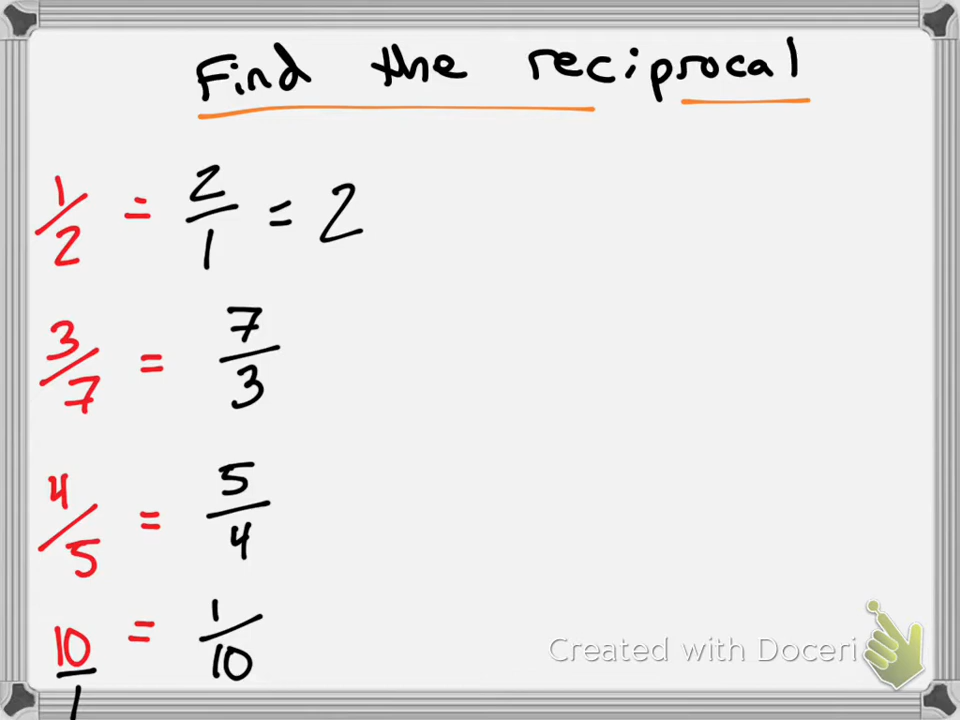 Find the reciprocal
1/2 = 2/1 = 2
3/7 = 7/3
4/5 = 5/4
10/1 = 1/10
Created with Doceri